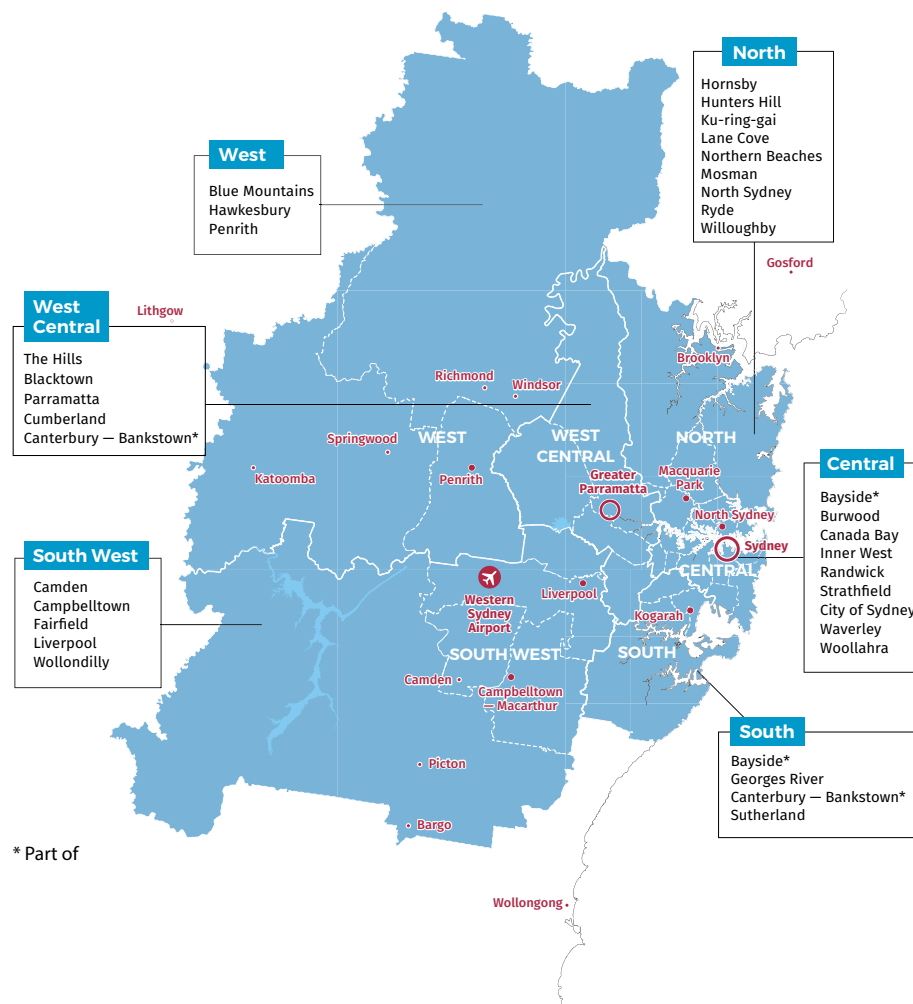 North
Hornsby
Hunters Hill
Ku-ring-gai
Lane Cove
Northern Beaches
Mosman
North Sydney
Ryde
Willoughby
West
Blue Mountains
Hawkesbury
Penrith
Gosford
West
Central
The Hills
Blacktown
Parramatta
Cumberland
Canterbury — Bankstown*
Lithgow
Brooklyn
Richmond
Windsor
Springwood
WEST
WEST
CENTRAL
NORTH
Katoomba
Penrith
Greater
Parramatta
Macquarie
Park
North Sydney
Sydney
CENTRAL
Central
Bayside*
Burwood
Canada Bay
Inner West
Randwick
Strathfield
City of Sydney
Waverley
Woollahra
South West
Camden
Campbelltown
Fairfield
Liverpool
Wollondilly
Western
Sydney
Airport
Liverpool
Kogarah
SOUTH WEST
SOUTH
Camden
Campbelltown
— Macarthur
Picton
Bargo
South
Bayside*
Georges River
Canterbury — Bankstown*
Sutherland
* Part of
Wollongong